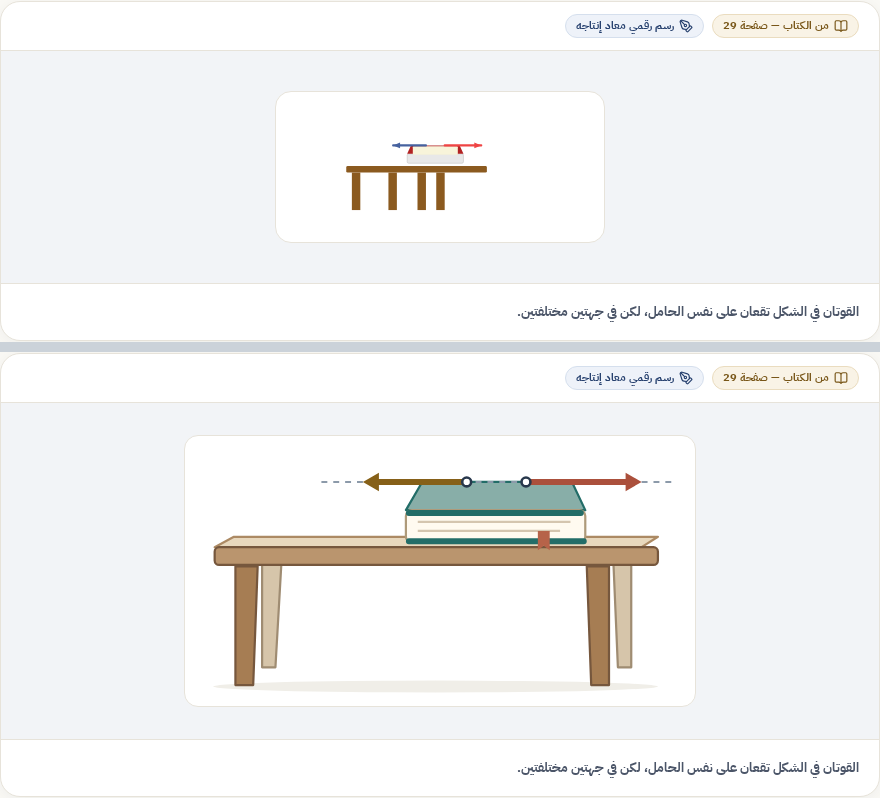 من الكتاب — صفحة 29
رسم رقمي معاد إنتاجه
القوتان في الشكل تقعان على نفس الحامل، لكن في جهتين مختلفتين.
من الكتاب — صفحة 29
رسم رقمي معاد إنتاجه
القوتان في الشكل تقعان على نفس الحامل، لكن في جهتين مختلفتين.